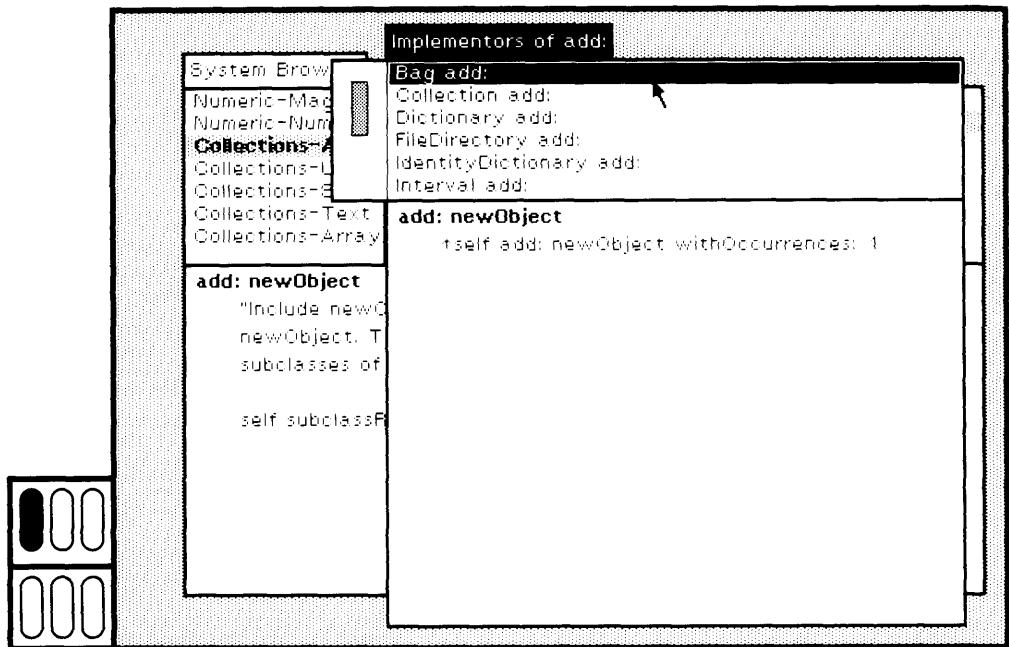 Implementors of add:
System Brow
Bag add:
Collection add:
Dictionary add:
FileDirectory add:
IdentityDictionary add:
Interval add:
Numeric-Mag
Numeric-Num
Collections-A
Collections-U
Collections-S
Collections-Text
Collections-Array
add: newObject
↑self add: newObject withOccurrences: 1
add: newObject
"Include newO
newObject. T
subclasses of
self subclassR